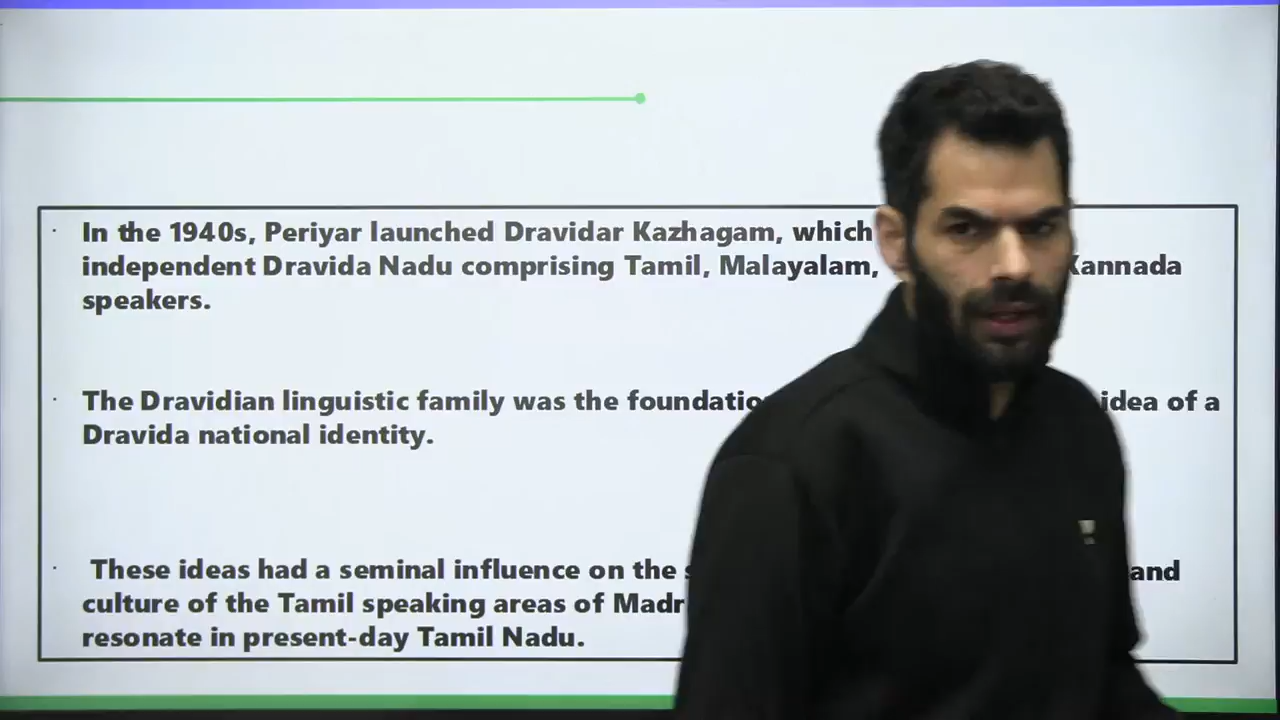 In the 1940s, Periyar launched Dravidar Kazhagam, which
independent Dravida Nadu comprising Tamil, Malayalam, Kannada
speakers.
The Dravidian linguistic family was the foundation idea of a
Dravida national identity.
These ideas had a seminal influence on the and
culture of the Tamil speaking areas of
resonate in present-day Tamil Nadu.